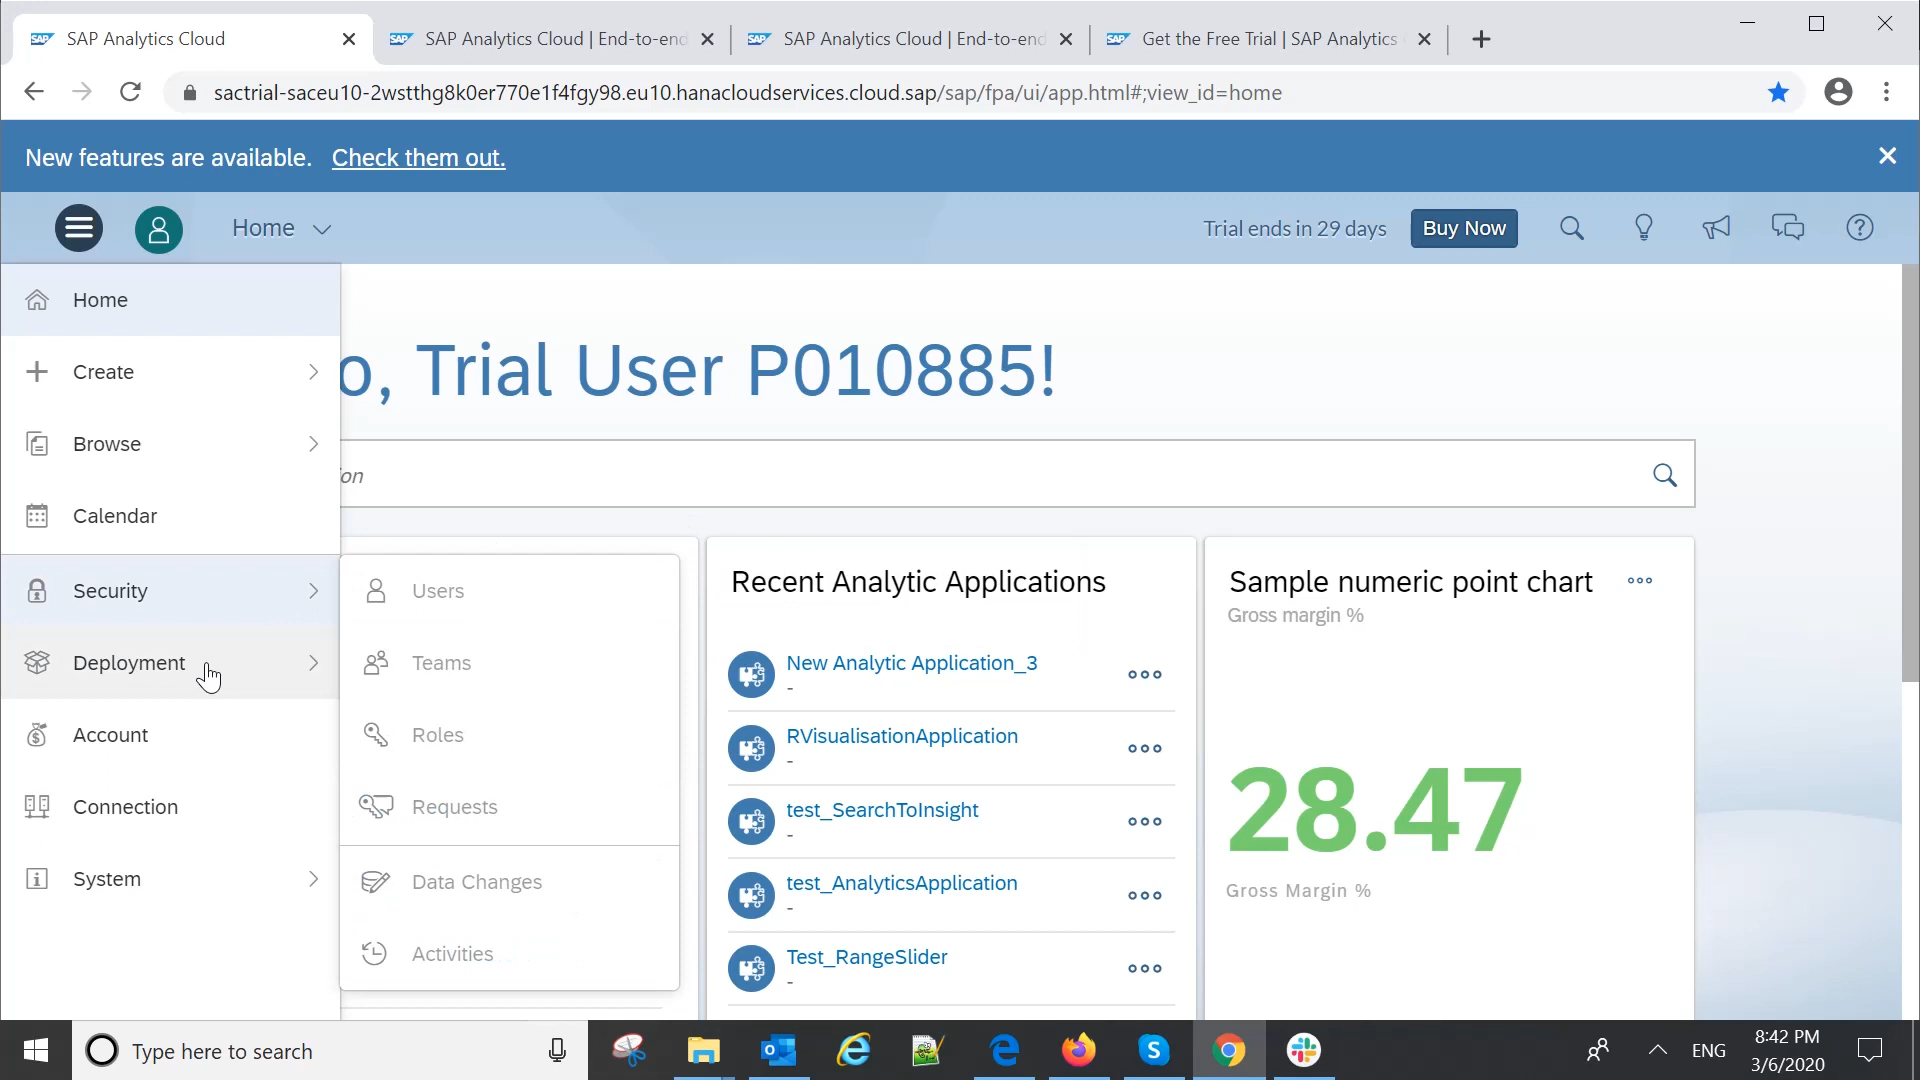 SAP Analytics Cloud
SAP Analytics Cloud | End-to-end
SAP Analytics Cloud | End-to-end
Get the Free Trial | SAP Analytics
sactrial-saceu10-2wstthg8k0er770e1f4fgy98.eu10.hanacloudservices.cloud.sap/sap/fpa/ui/app.html#;view_id=home
New features are available. Check them out.
Home
Trial ends in 29 days
Buy Now
Home
Create
Browse
Calendar
Security
Deployment
Account
Connection
System
o, Trial User P010885!
on
Users
Teams
Roles
Requests
Data Changes
Activities
Recent Analytic Applications
New Analytic Application_3
-
RVisualisationApplication
-
test_SearchToInsight
-
test_AnalyticsApplication
-
Test_RangeSlider
-
Sample numeric point chart
Gross margin %
28.47
Gross Margin %
Type here to search
ENG
8:42 PM
3/6/2020